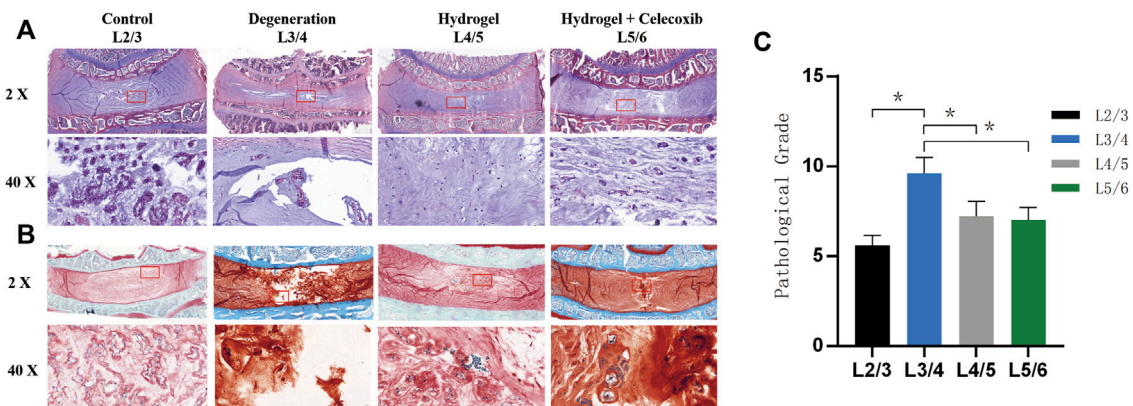 Control
L2/3
Degeneration
L3/4
Hydrogel
L4/5
Hydrogel + Celecoxib
L5/6
A
2 X
40 X
B
2 X
40 X
C
Pathological Grade
15
10
5
0
*
*
*
L2/3
L3/4
L4/5
L5/6
L2/3
L3/4
L4/5
L5/6